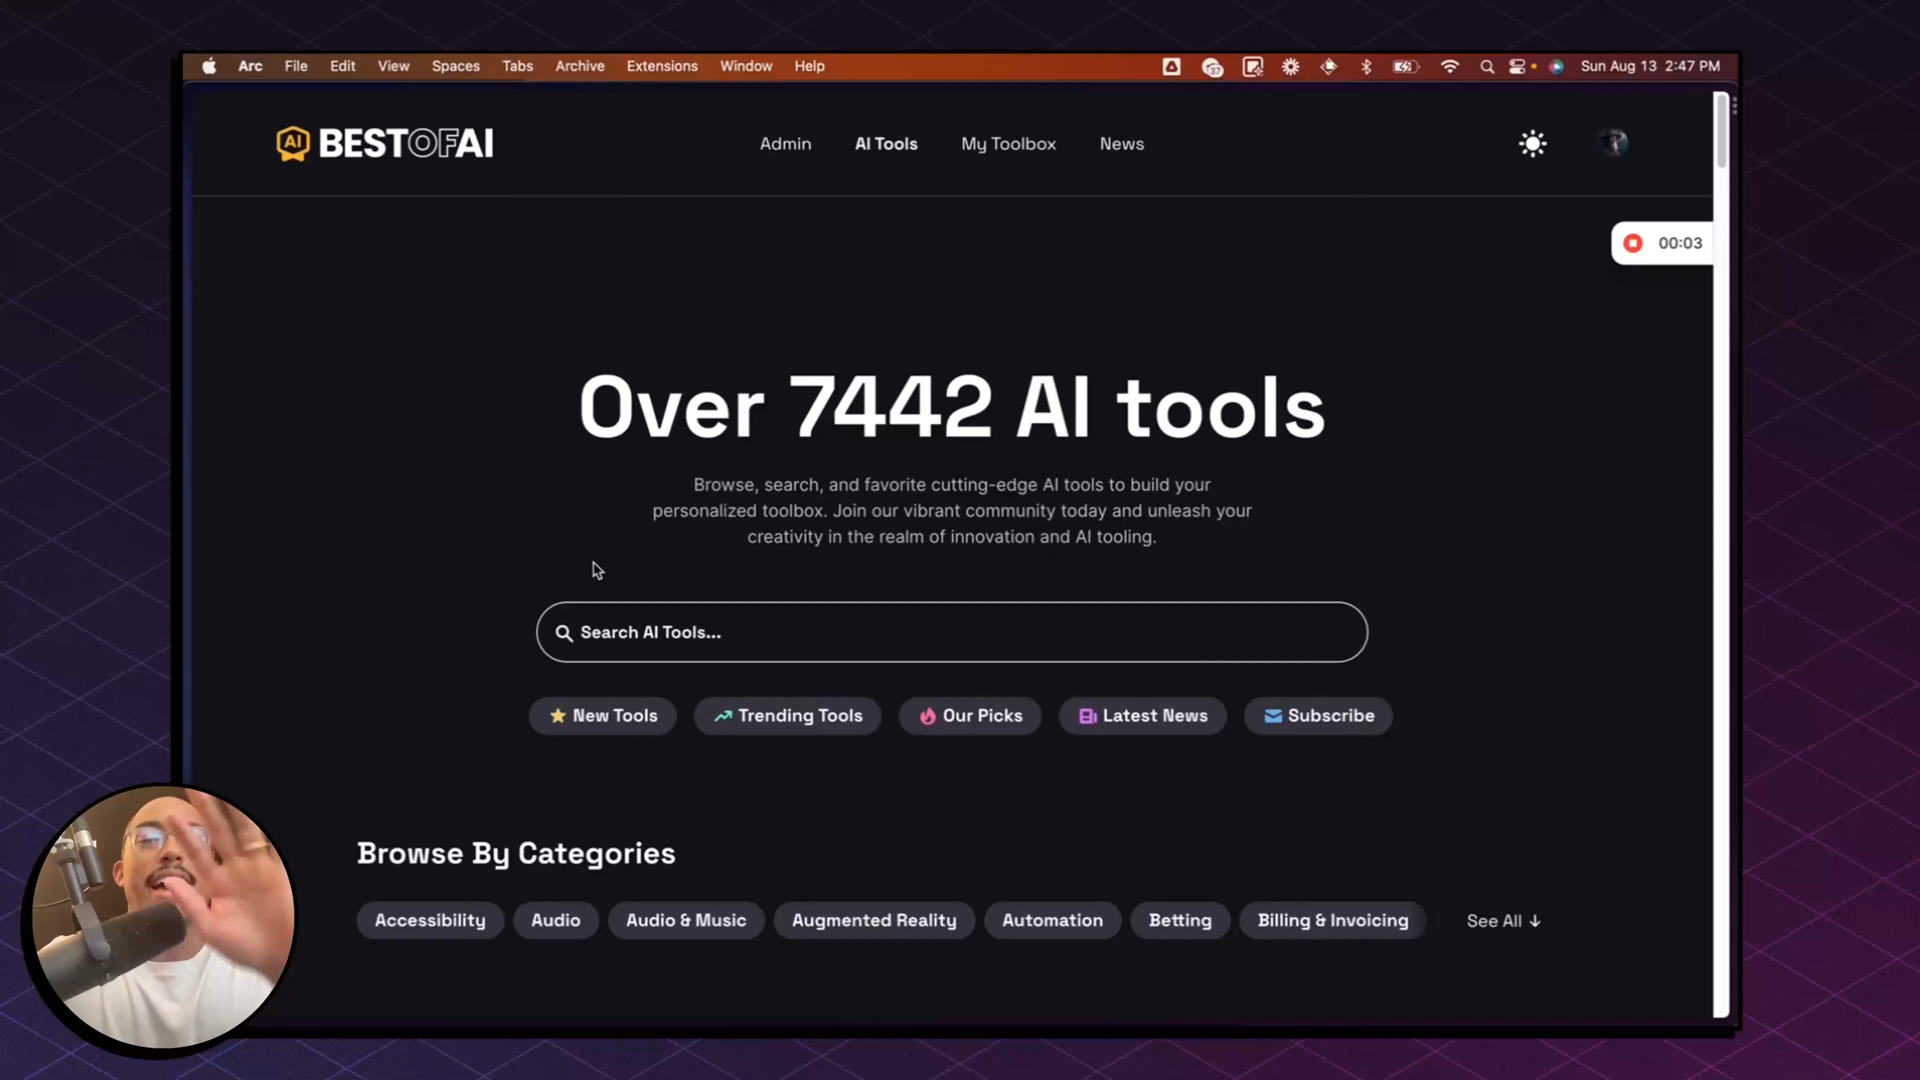 Arc File Edit View Spaces Tabs Archive Extensions Window Help Sun Aug 13 2:47 PM
AI BESTOFAI Admin AI Tools My Toolbox News
00:03
Over 7442 AI tools
Browse, search, and favorite cutting-edge AI tools to build your
personalized toolbox. Join our vibrant community today and unleash your
creativity in the realm of innovation and AI tooling.
Search AI Tools...
New Tools Trending Tools Our Picks Latest News Subscribe
Browse By Categories
Accessibility Audio Audio & Music Augmented Reality Automation Betting Billing & Invoicing See All ↓